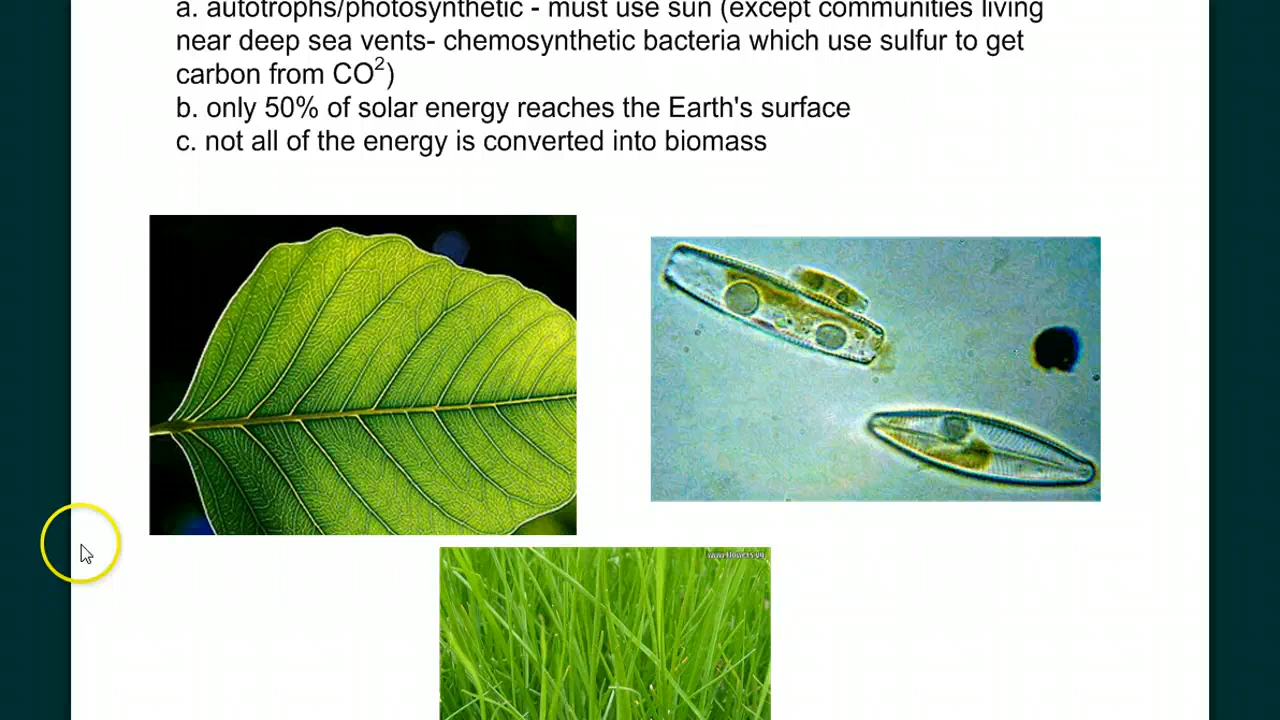 a. autotrophs/photosynthetic - must use sun (except communities living
near deep sea vents- chemosynthetic bacteria which use sulfur to get
carbon from CO²)
b. only 50% of solar energy reaches the Earth's surface
c. not all of the energy is converted into biomass